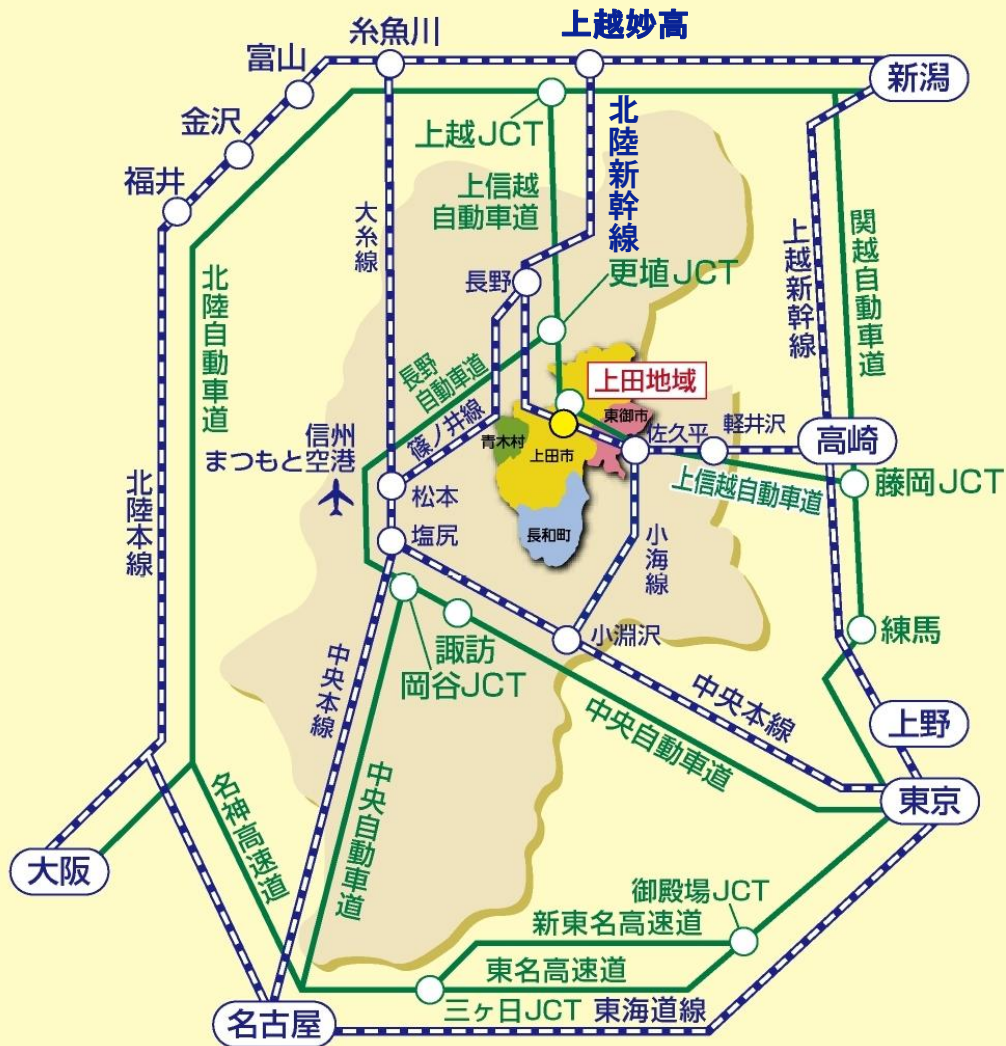 上越妙高
糸魚川
富山
新潟
金沢
上越JCT
北陸新幹線
福井
上信越
自動車道
大糸線
関越自動車道
上越新幹線
長野
更埴JCT
北陸自動車道
長野
自動車道
上田地域
東御市
信州
まつもと空港
篠ノ井線
青木村
上田市
佐久平
軽井沢
高崎
上信越自動車道
藤岡JCT
北陸本線
松本
塩尻
長和町
小海線
練馬
小淵沢
諏訪
岡谷JCT
中央本線
中央本線
中央自動車道
上野
東京
名神高速道
中央自動車道
大阪
御殿場JCT
新東名高速道
東名高速道
三ヶ日JCT
東海道線
名古屋